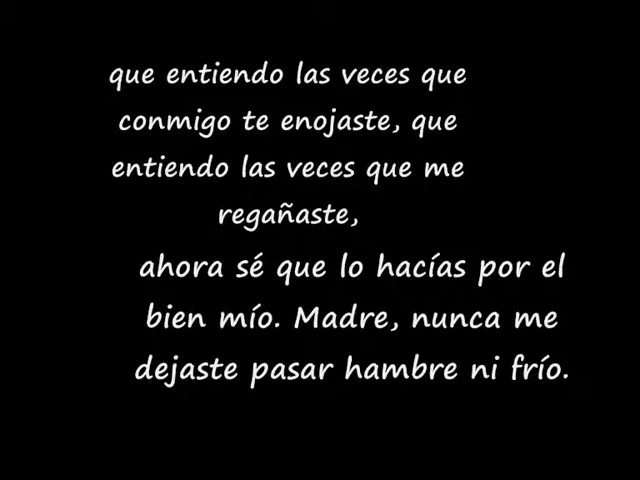 que entiendo las veces que
conmigo te enojaste, que
entiendo las veces que me
regañaste,
ahora sé que lo hacías por el
bien mío. Madre, nunca me
dejaste pasar hambre ni frío.